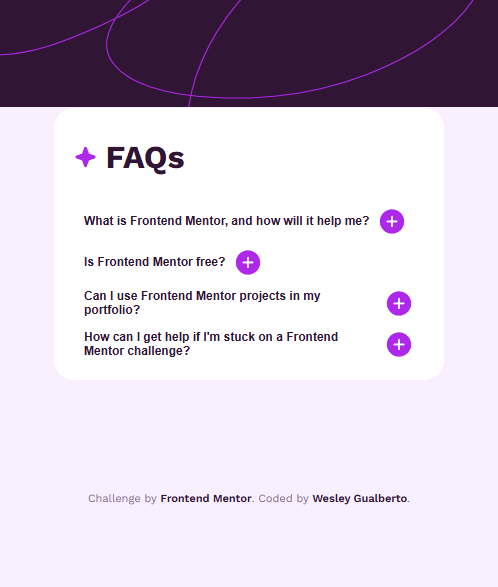 FAQs
What is Frontend Mentor, and how will it help me?
Is Frontend Mentor free?
Can I use Frontend Mentor projects in my
portfolio?
How can I get help if I'm stuck on a Frontend
Mentor challenge?
Challenge by Frontend Mentor. Coded by Wesley Gualberto.